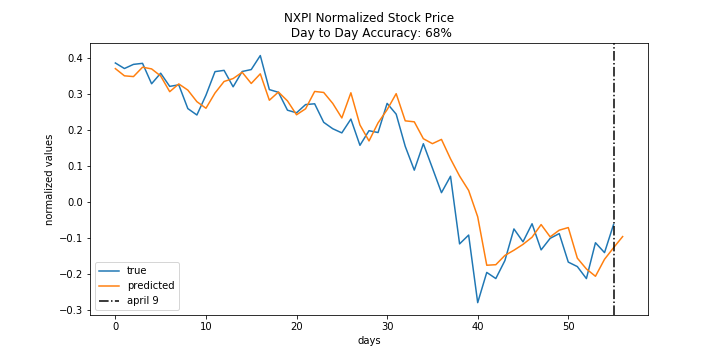 NXPI Normalized Stock Price
Day to Day Accuracy: 68%
normalized values
0.4
0.3
0.2
0.1
0.0
−0.1
−0.2
−0.3
true
predicted
april 9
0 10 20 30 40 50
days